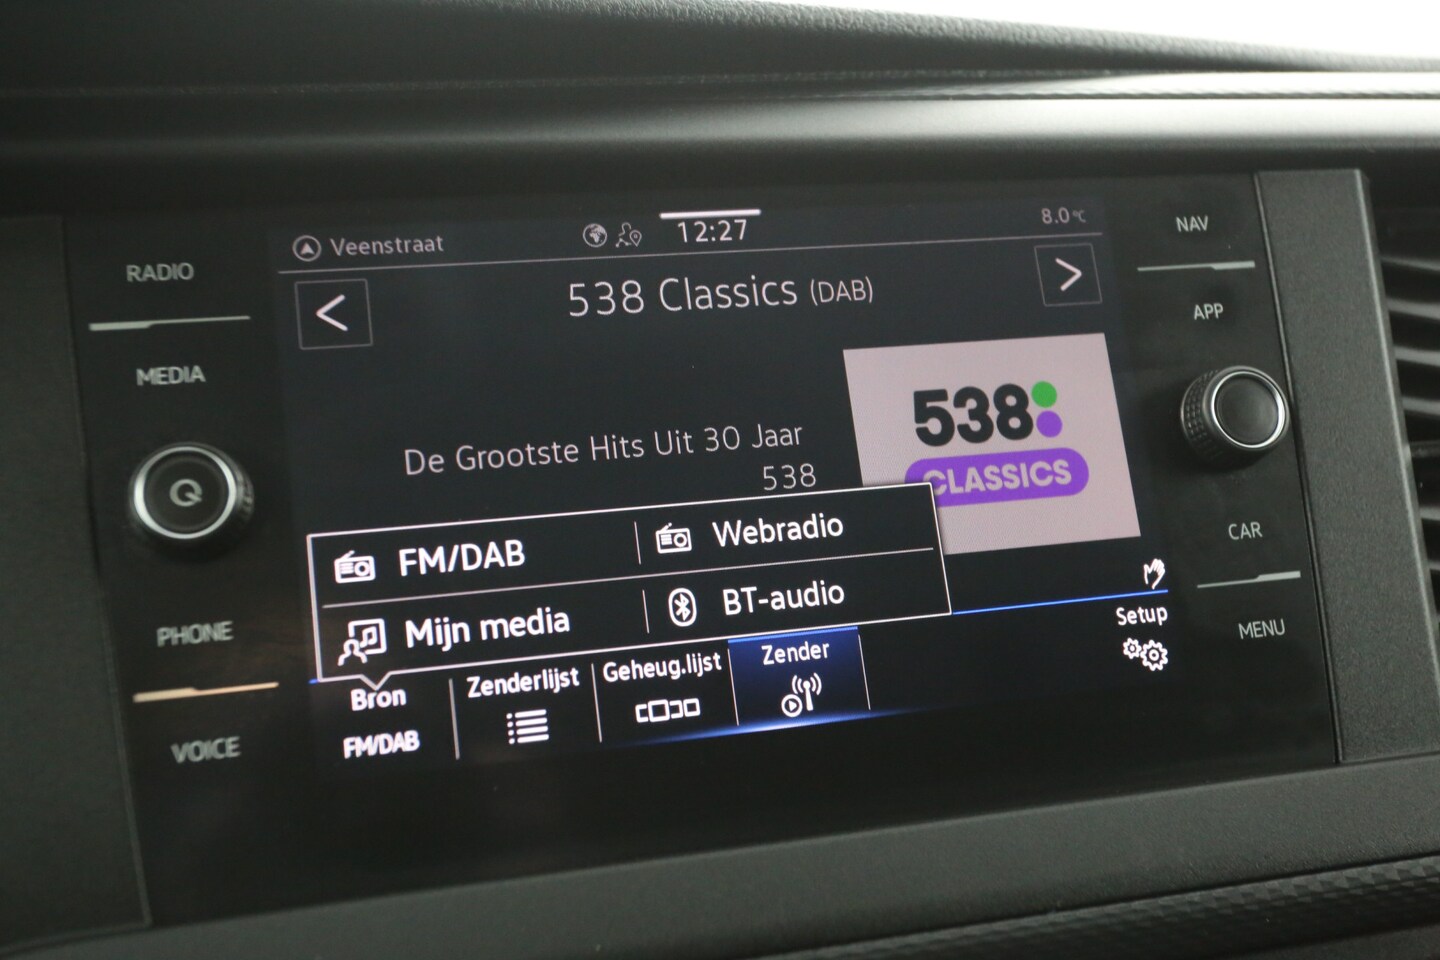 Veenstraat
12:27
8.0°C
538 Classics (DAB)
De Grootste Hits Uit 30 Jaar
538
538
CLASSICS
FM/DAB
Webradio
Mijn media
BT-audio
Bron
FM/DAB
Zenderlijst
Geheug.lijst
Zender
Setup
RADIO
MEDIA
PHONE
VOICE
NAV
APP
CAR
MENU